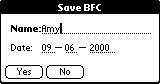 Save BFC
Name: Amy
Date: 09 - 06 - 2000
Yes No